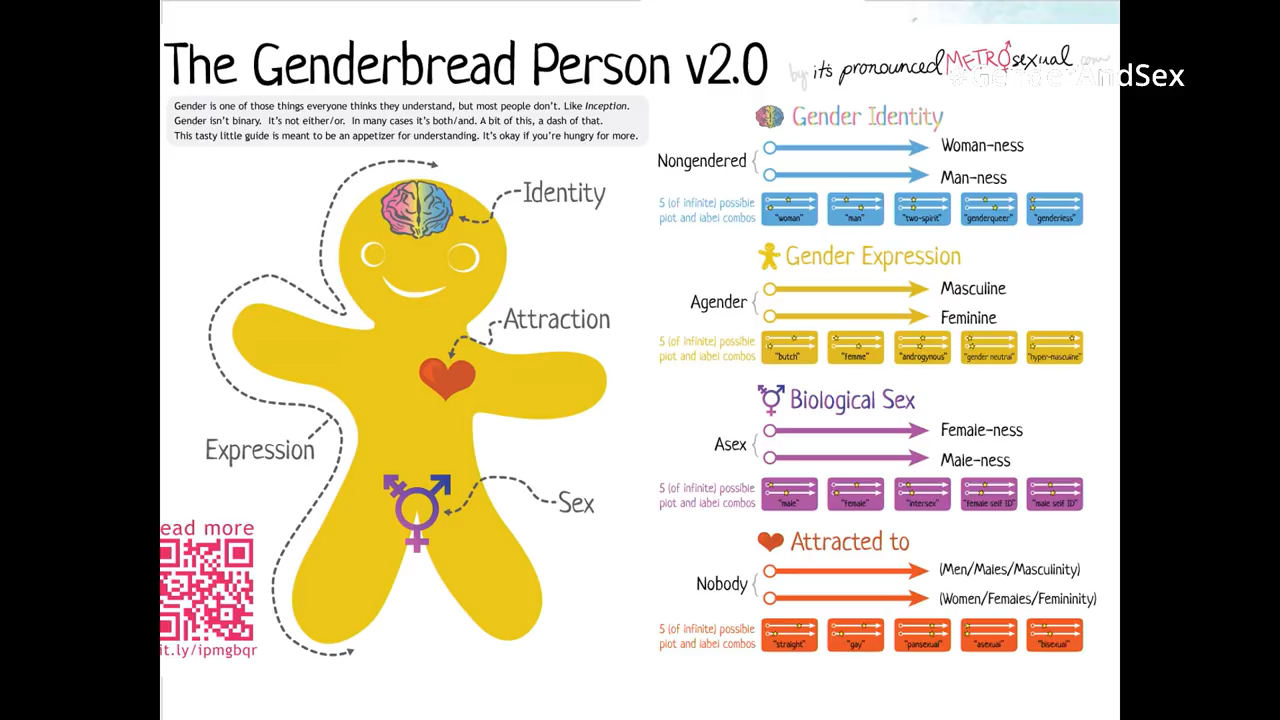 The Genderbread Person v2.0
by it's pronounced METROsexual.com
#GenderAndSex
Gender is one of those things everyone thinks they understand, but most people don't. Like Inception.
Gender isn't binary. It's not either/or. In many cases it's both/and. A bit of this, a dash of that.
This tasty little guide is meant to be an appetizer for understanding. It's okay if you're hungry for more.
Identity
Attraction
Expression
Sex
ead more
it.ly/ipmgbqr
Gender Identity
Nongendered
Woman-ness
Man-ness
5 (of infinite) possible
plot and label combos
"woman" "man" "two-spirit" "genderqueer" "genderless"
Gender Expression
Agender
Masculine
Feminine
5 (of infinite) possible
plot and label combos
"butch" "femme" "androgynous" "gender neutral" "hyper-masculine"
Biological Sex
Asex
Female-ness
Male-ness
5 (of infinite) possible
plot and label combos
"male" "female" "intersex" "female self ID" "male self ID"
Attracted to
Nobody
(Men/Males/Masculinity)
(Women/Females/Femininity)
5 (of infinite) possible
plot and label combos
"straight" "gay" "pansexual" "asexual" "bisexual"